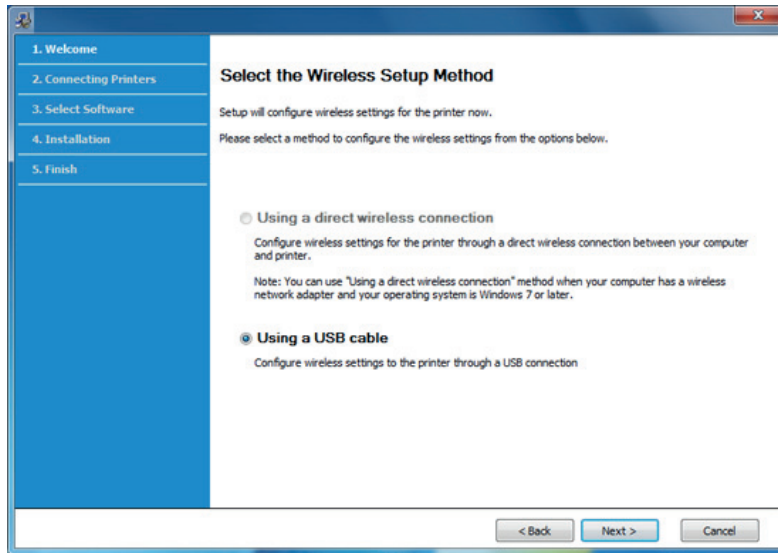 1. Welcome
2. Connecting Printers
3. Select Software
4. Installation
5. Finish
Select the Wireless Setup Method
Setup will configure wireless settings for the printer now.
Please select a method to configure the wireless settings from the options below.
Using a direct wireless connection
Configure wireless settings for the printer through a direct wireless connection between your computer
and printer.
Note: You can use "Using a direct wireless connection" method when your computer has a wireless
network adapter and your operating system is Windows 7 or later.
Using a USB cable
Configure wireless settings to the printer through a USB connection
< Back
Next >
Cancel